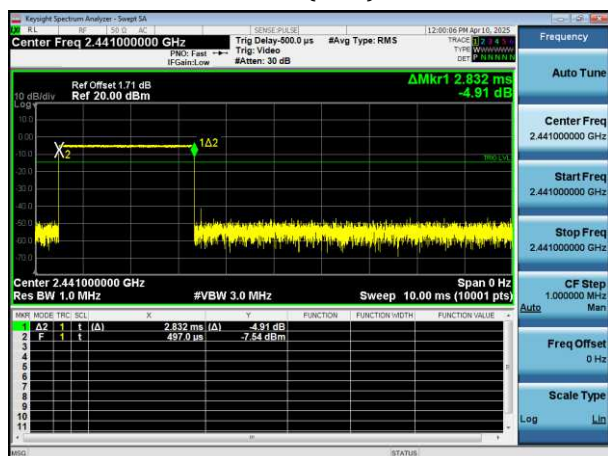 Keysight Spectrum Analyzer - Swept SA
RL RF 50 Ω AC SENSE:PULSE 12:00:06 PM Apr 10, 2025
Center Freq 2.441000000 GHz
PNO: Fast
IFGain:Low
Trig Delay-500.0 µs
Trig: Video
#Atten: 30 dB
#Avg Type: RMS
TRACE 1 2 3 4 5 6
TYPE
DET P N N N N N
ΔMkr1 2.832 ms
-4.91 dB
Ref Offset 1.71 dB
10 dB/div Ref 20.00 dBm
Log
10.0
0.00
-10.0
-20.0
-30.0
-40.0
-50.0
-60.0
-70.0
X2
1Δ2
TRIG LVL
Center 2.441000000 GHz Span 0 Hz
Res BW 1.0 MHz #VBW 3.0 MHz Sweep 10.00 ms (10001 pts)
MKR MODE TRC SCL X Y FUNCTION FUNCTION WIDTH FUNCTION VALUE
1 Δ2 1 t (Δ) 2.832 ms (Δ) -4.91 dB
2 F 1 t 497.0 µs -7.54 dBm
3
4
5
6
7
8
9
10
11
MSG STATUS
Frequency
Auto Tune
Center Freq
2.441000000 GHz
Start Freq
2.441000000 GHz
Stop Freq
2.441000000 GHz
CF Step
1.000000 MHz
Auto Man
Freq Offset
0 Hz
Scale Type
Log Lin